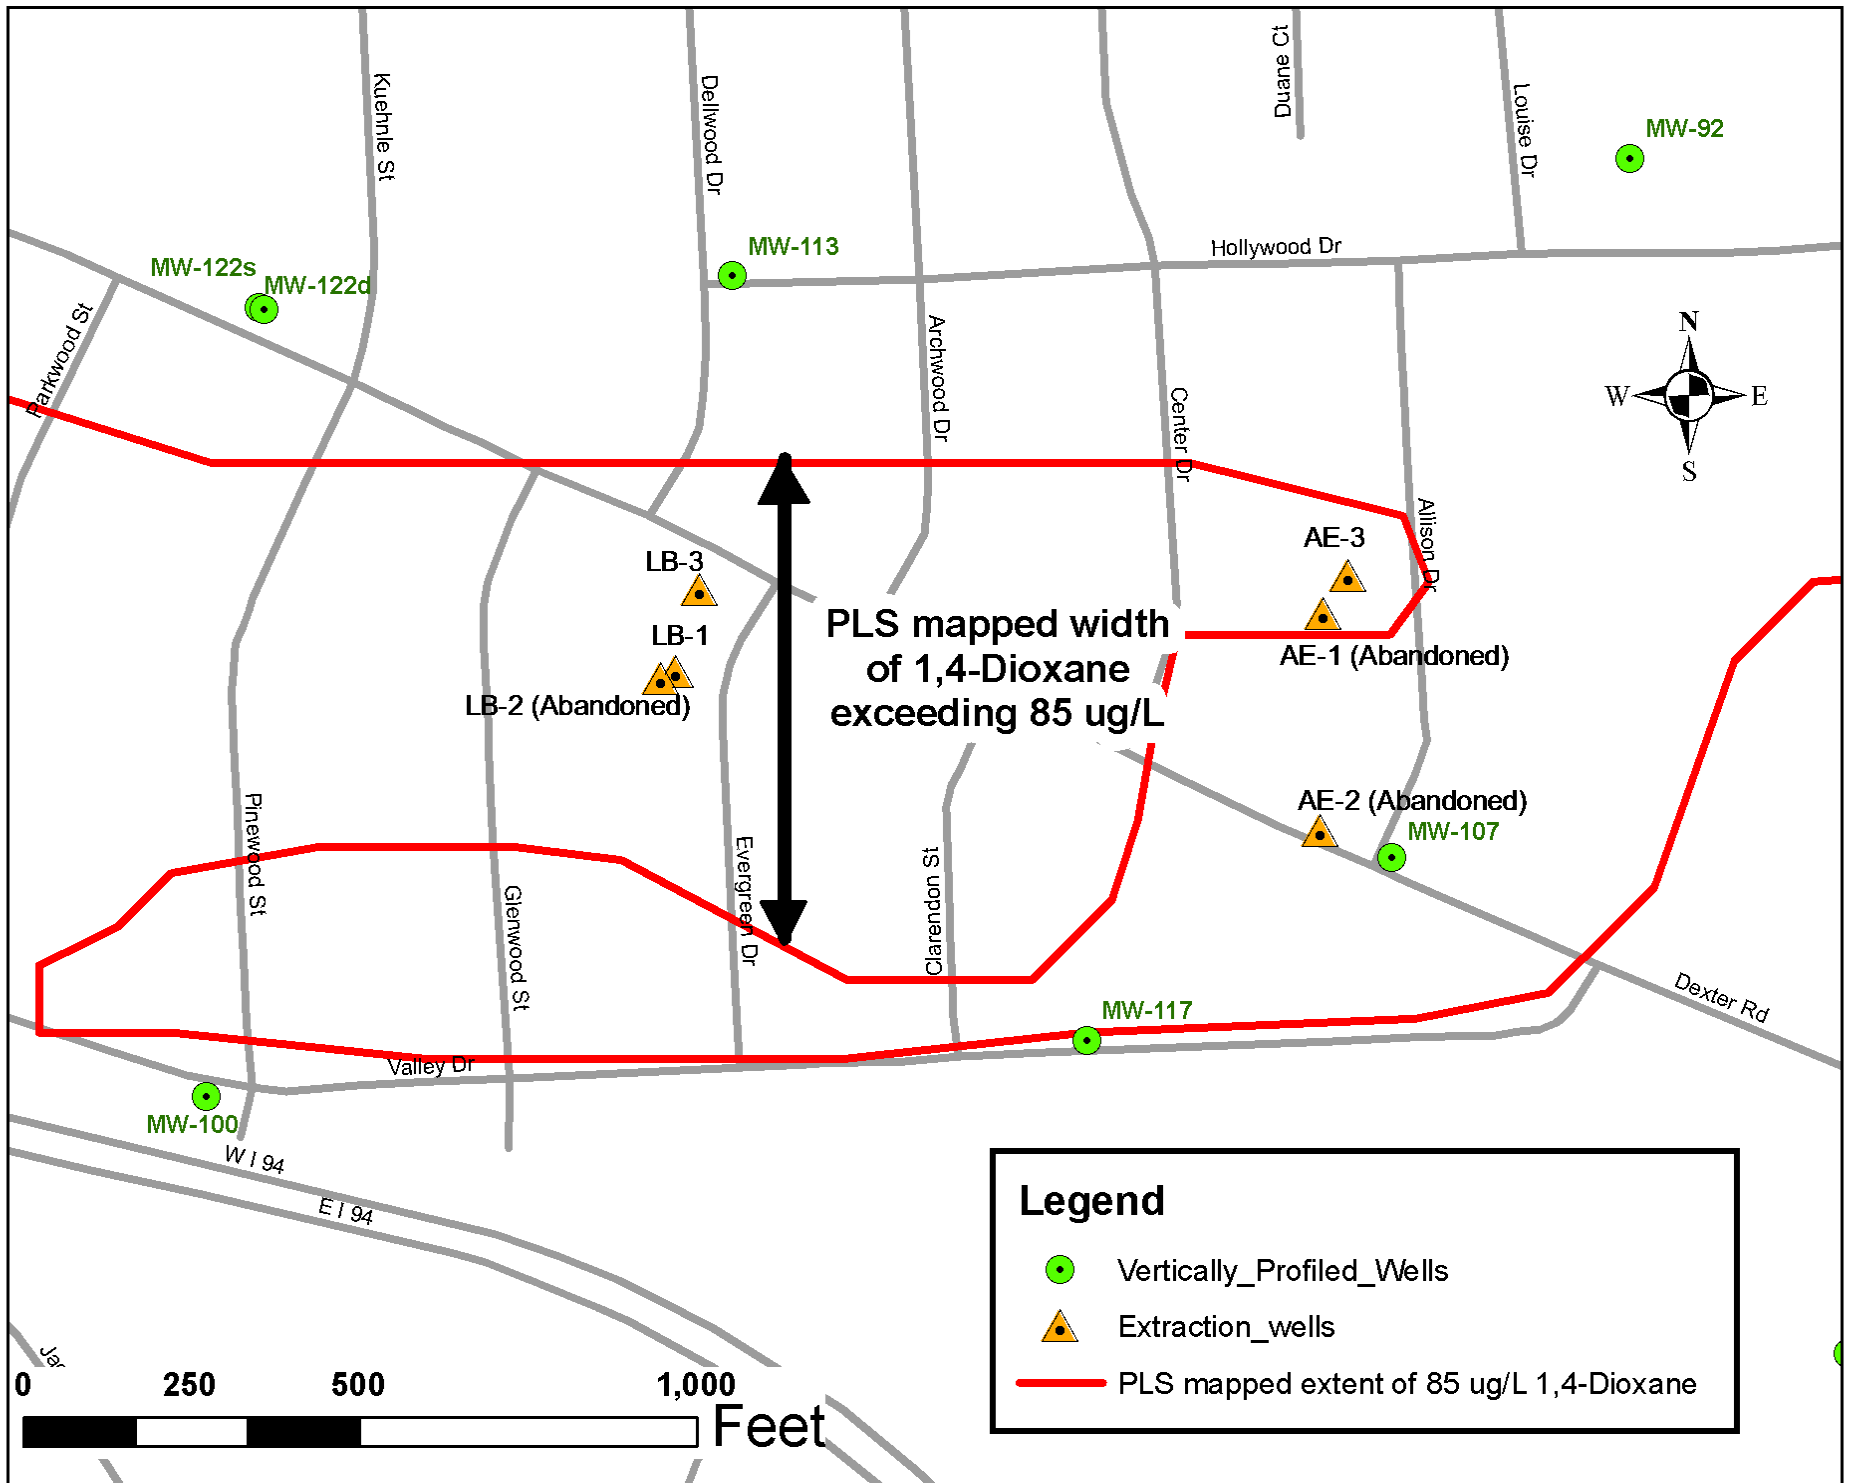 Kuehnle St
Dellwood Dr
Duane Ct
Louise Dr
MW-92
MW-113
Hollywood Dr
MW-122s
MW-122d
Parkwood St
Archwood Dr
Center Dr
N
W
E
S
Allison Dr
AE-3
LB-3
LB-1
LB-2 (Abandoned)
PLS mapped width
of 1,4-Dioxane
exceeding 85 ug/L
AE-1 (Abandoned)
AE-2 (Abandoned)
MW-107
Pinewood St
Glenwood St
Evergreen Dr
Clarendon St
Dexter Rd
MW-117
Valley Dr
MW-100
W I 94
E I 94
Legend
Vertically_Profiled_Wells
Extraction_wells
PLS mapped extent of 85 ug/L 1,4-Dioxane
0 250 500 1,000
Feet